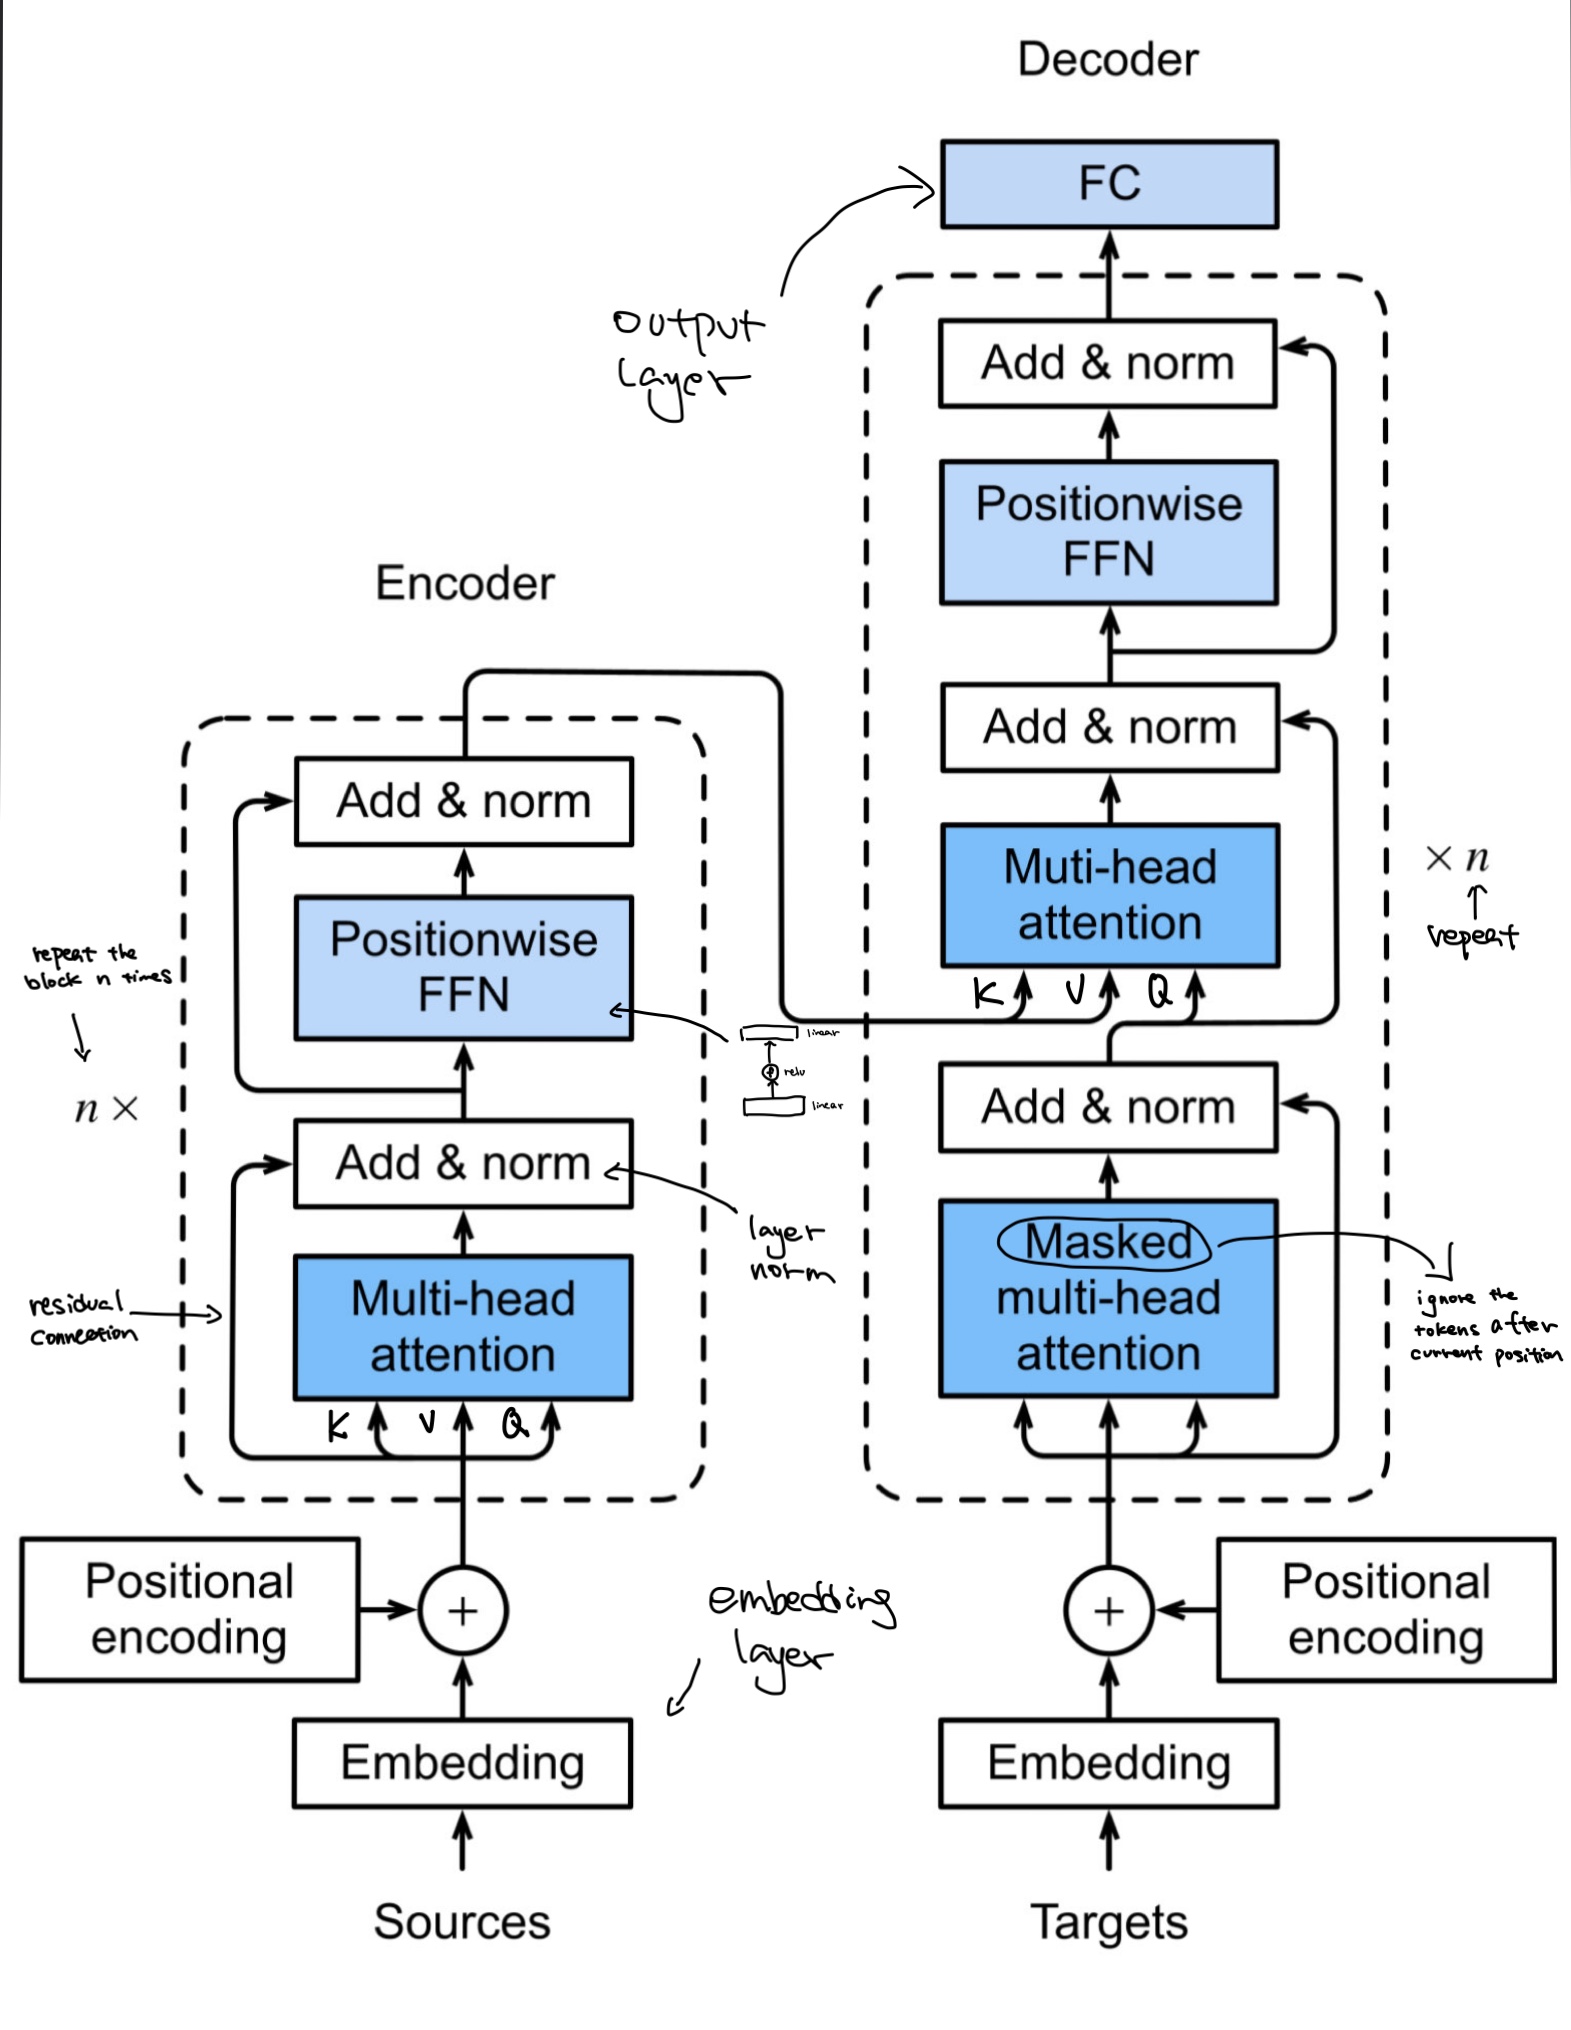 Decoder
FC
output
layer
Add & norm
Positionwise
FFN
Add & norm
Muti-head
attention
K V Q
× n
repeat
Add & norm
Masked
multi-head
attention
ignore the
tokens after
current position
Positional
encoding
+
Embedding
Targets
Encoder
Add & norm
Positionwise
FFN
linear
relu
linear
repeat the
block n times
n ×
Add & norm
layer
norm
Multi-head
attention
residual
connection
K V Q
Positional
encoding
+
embedding
layer
Embedding
Sources